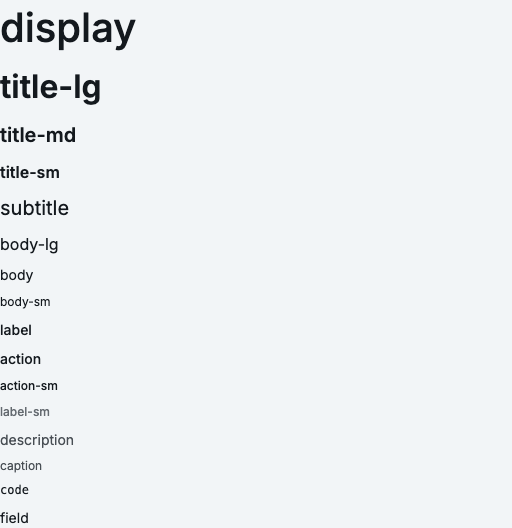 display
title-lg
title-md
title-sm
subtitle
body-lg
body
body-sm
label
action
action-sm
label-sm
description
caption
code
field